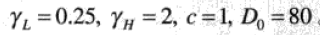 γ_L = 0.25, γ_H = 2, c = 1, D_0 = 80